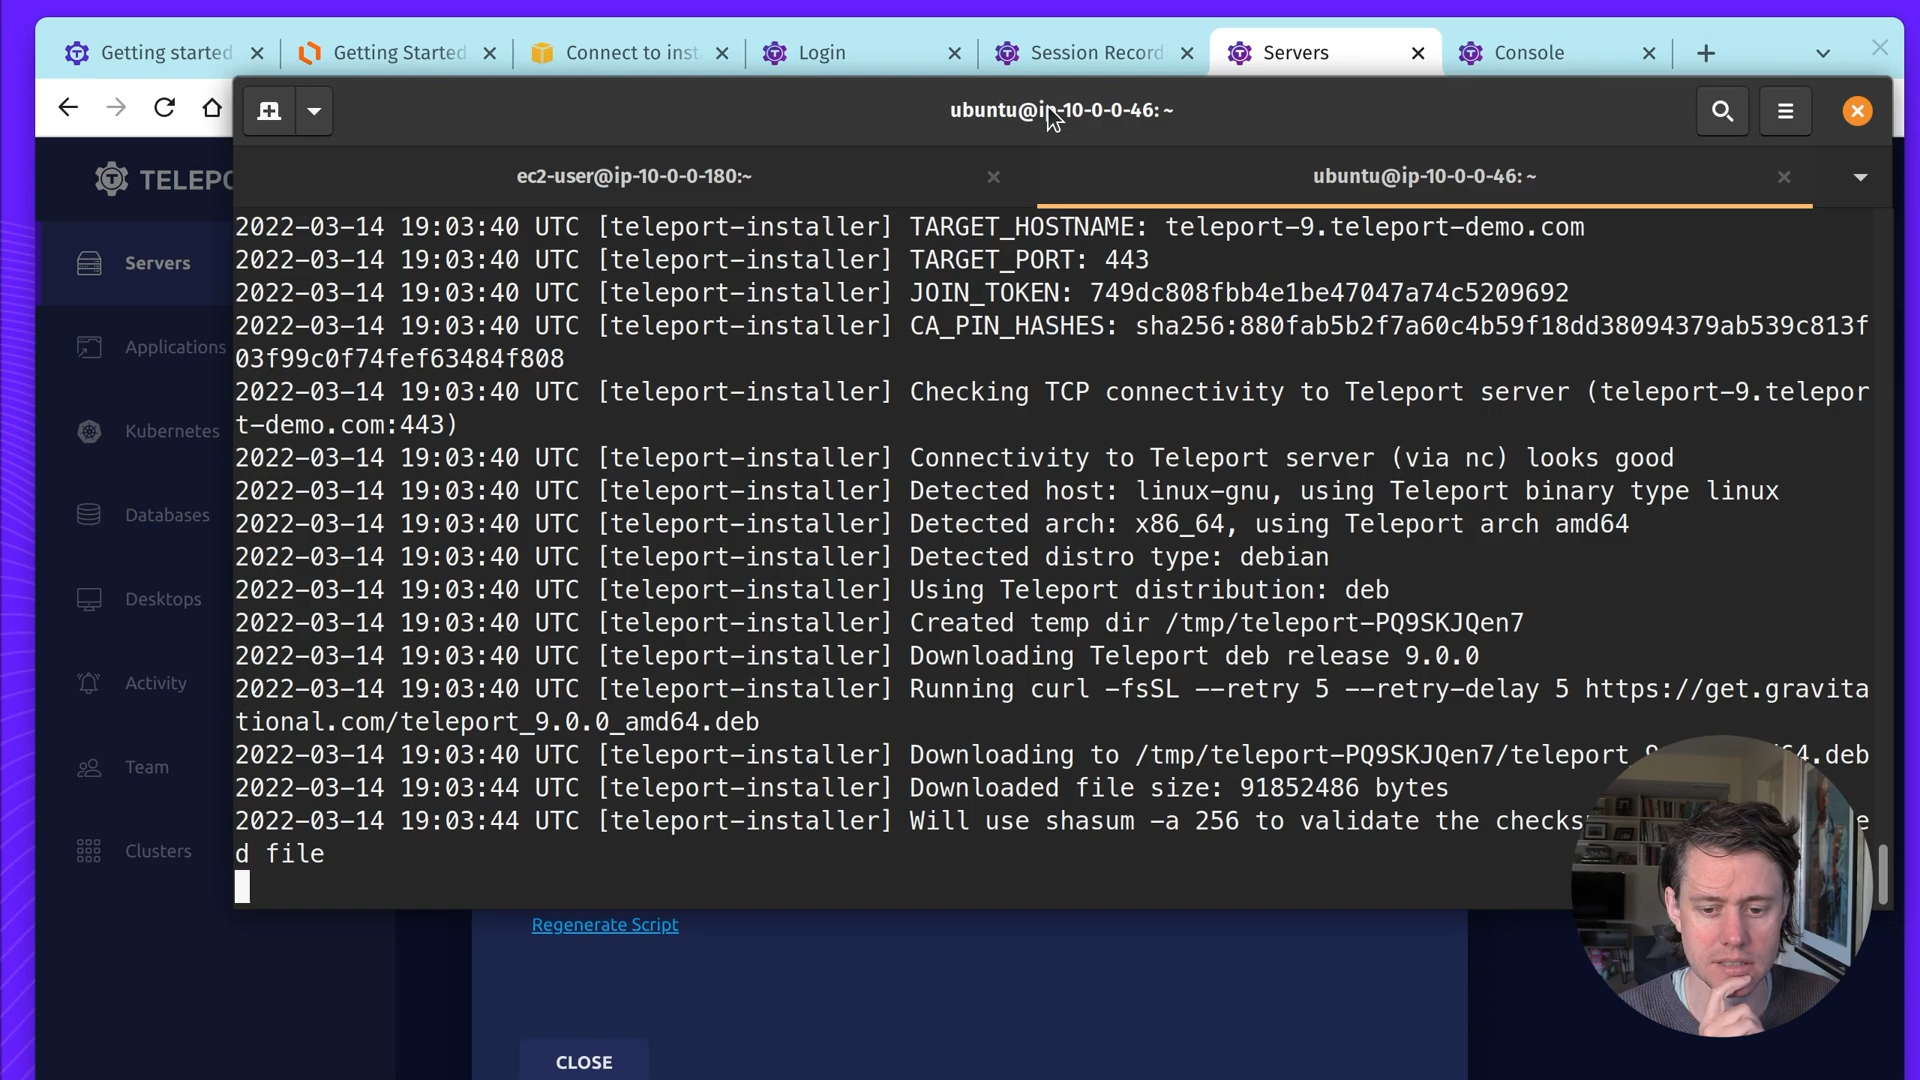 Getting started
Getting Started
Connect to inst
Login
Session Record
Servers
Console
ubuntu@ip-10-0-0-46: ~
ec2-user@ip-10-0-0-180:~
ubuntu@ip-10-0-0-46: ~
TELEPO
Servers
Applications
Kubernetes
Databases
Desktops
Activity
Team
Clusters
2022-03-14 19:03:40 UTC [teleport-installer] TARGET_HOSTNAME: teleport-9.teleport-demo.com
2022-03-14 19:03:40 UTC [teleport-installer] TARGET_PORT: 443
2022-03-14 19:03:40 UTC [teleport-installer] JOIN_TOKEN: 749dc808fbb4e1be47047a74c5209692
2022-03-14 19:03:40 UTC [teleport-installer] CA_PIN_HASHES: sha256:880fab5b2f7a60c4b59f18dd38094379ab539c813f
03f99c0f74fef63484f808
2022-03-14 19:03:40 UTC [teleport-installer] Checking TCP connectivity to Teleport server (teleport-9.telepor
t-demo.com:443)
2022-03-14 19:03:40 UTC [teleport-installer] Connectivity to Teleport server (via nc) looks good
2022-03-14 19:03:40 UTC [teleport-installer] Detected host: linux-gnu, using Teleport binary type linux
2022-03-14 19:03:40 UTC [teleport-installer] Detected arch: x86_64, using Teleport arch amd64
2022-03-14 19:03:40 UTC [teleport-installer] Detected distro type: debian
2022-03-14 19:03:40 UTC [teleport-installer] Using Teleport distribution: deb
2022-03-14 19:03:40 UTC [teleport-installer] Created temp dir /tmp/teleport-PQ9SKJQen7
2022-03-14 19:03:40 UTC [teleport-installer] Downloading Teleport deb release 9.0.0
2022-03-14 19:03:40 UTC [teleport-installer] Running curl -fsSL --retry 5 --retry-delay 5 https://get.gravita
tional.com/teleport_9.0.0_amd64.deb
2022-03-14 19:03:40 UTC [teleport-installer] Downloading to /tmp/teleport-PQ9SKJQen7/teleport 64.deb
2022-03-14 19:03:44 UTC [teleport-installer] Downloaded file size: 91852486 bytes
2022-03-14 19:03:44 UTC [teleport-installer] Will use shasum -a 256 to validate the checks e
d file
Regenerate Script
CLOSE